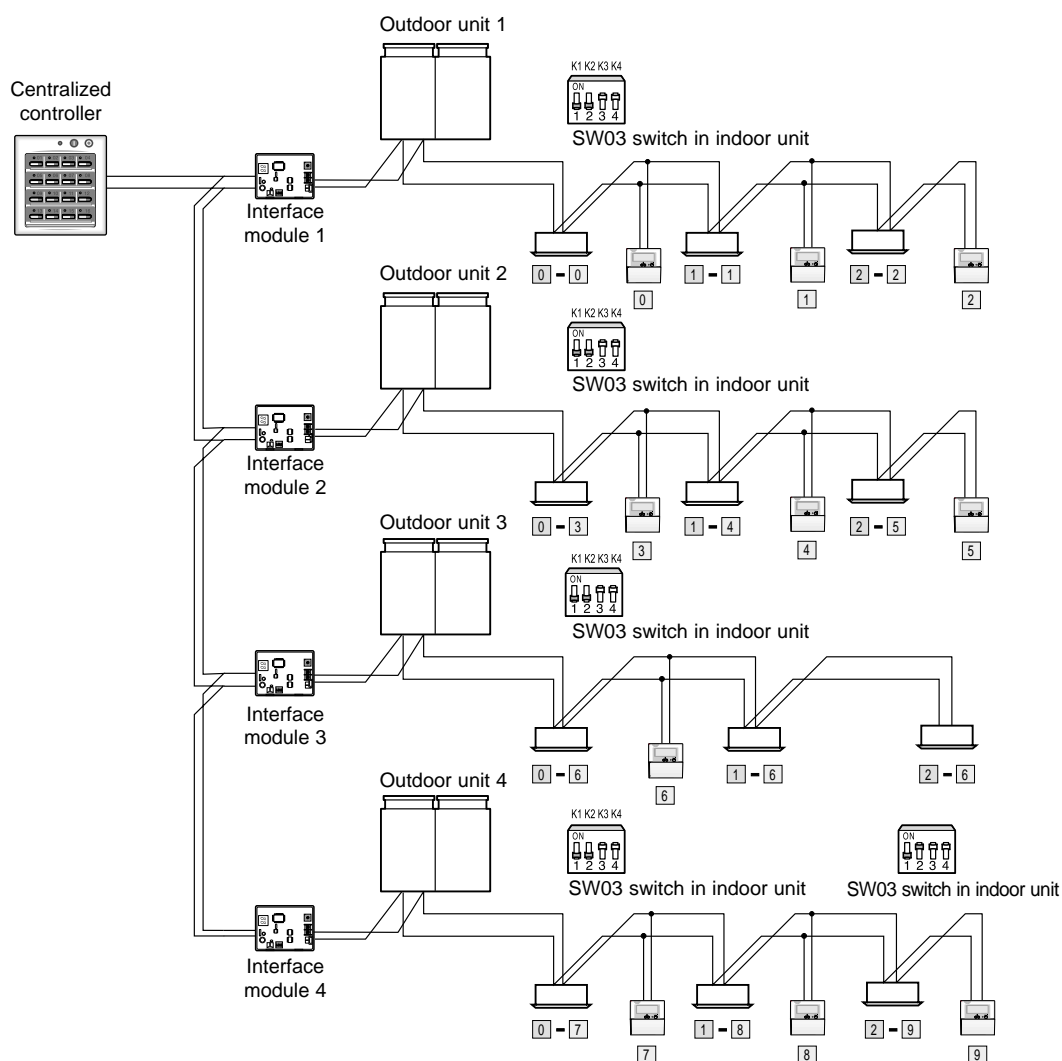 Outdoor unit 1
Centralized
controller
K1 K2 K3 K4
ON
1 2 3 4
SW03 switch in indoor unit
Interface
module 1
0 - 0
0
1 - 1
1
2 - 2
2
Outdoor unit 2
K1 K2 K3 K4
ON
1 2 3 4
SW03 switch in indoor unit
Interface
module 2
0 - 3
3
1 - 4
4
2 - 5
5
Outdoor unit 3
K1 K2 K3 K4
ON
1 2 3 4
SW03 switch in indoor unit
Interface
module 3
0 - 6
6
1 - 6
2 - 6
Outdoor unit 4
K1 K2 K3 K4
ON
1 2 3 4
SW03 switch in indoor unit
ON
1 2 3 4
SW03 switch in indoor unit
Interface
module 4
0 - 7
7
1 - 8
8
2 - 9
9